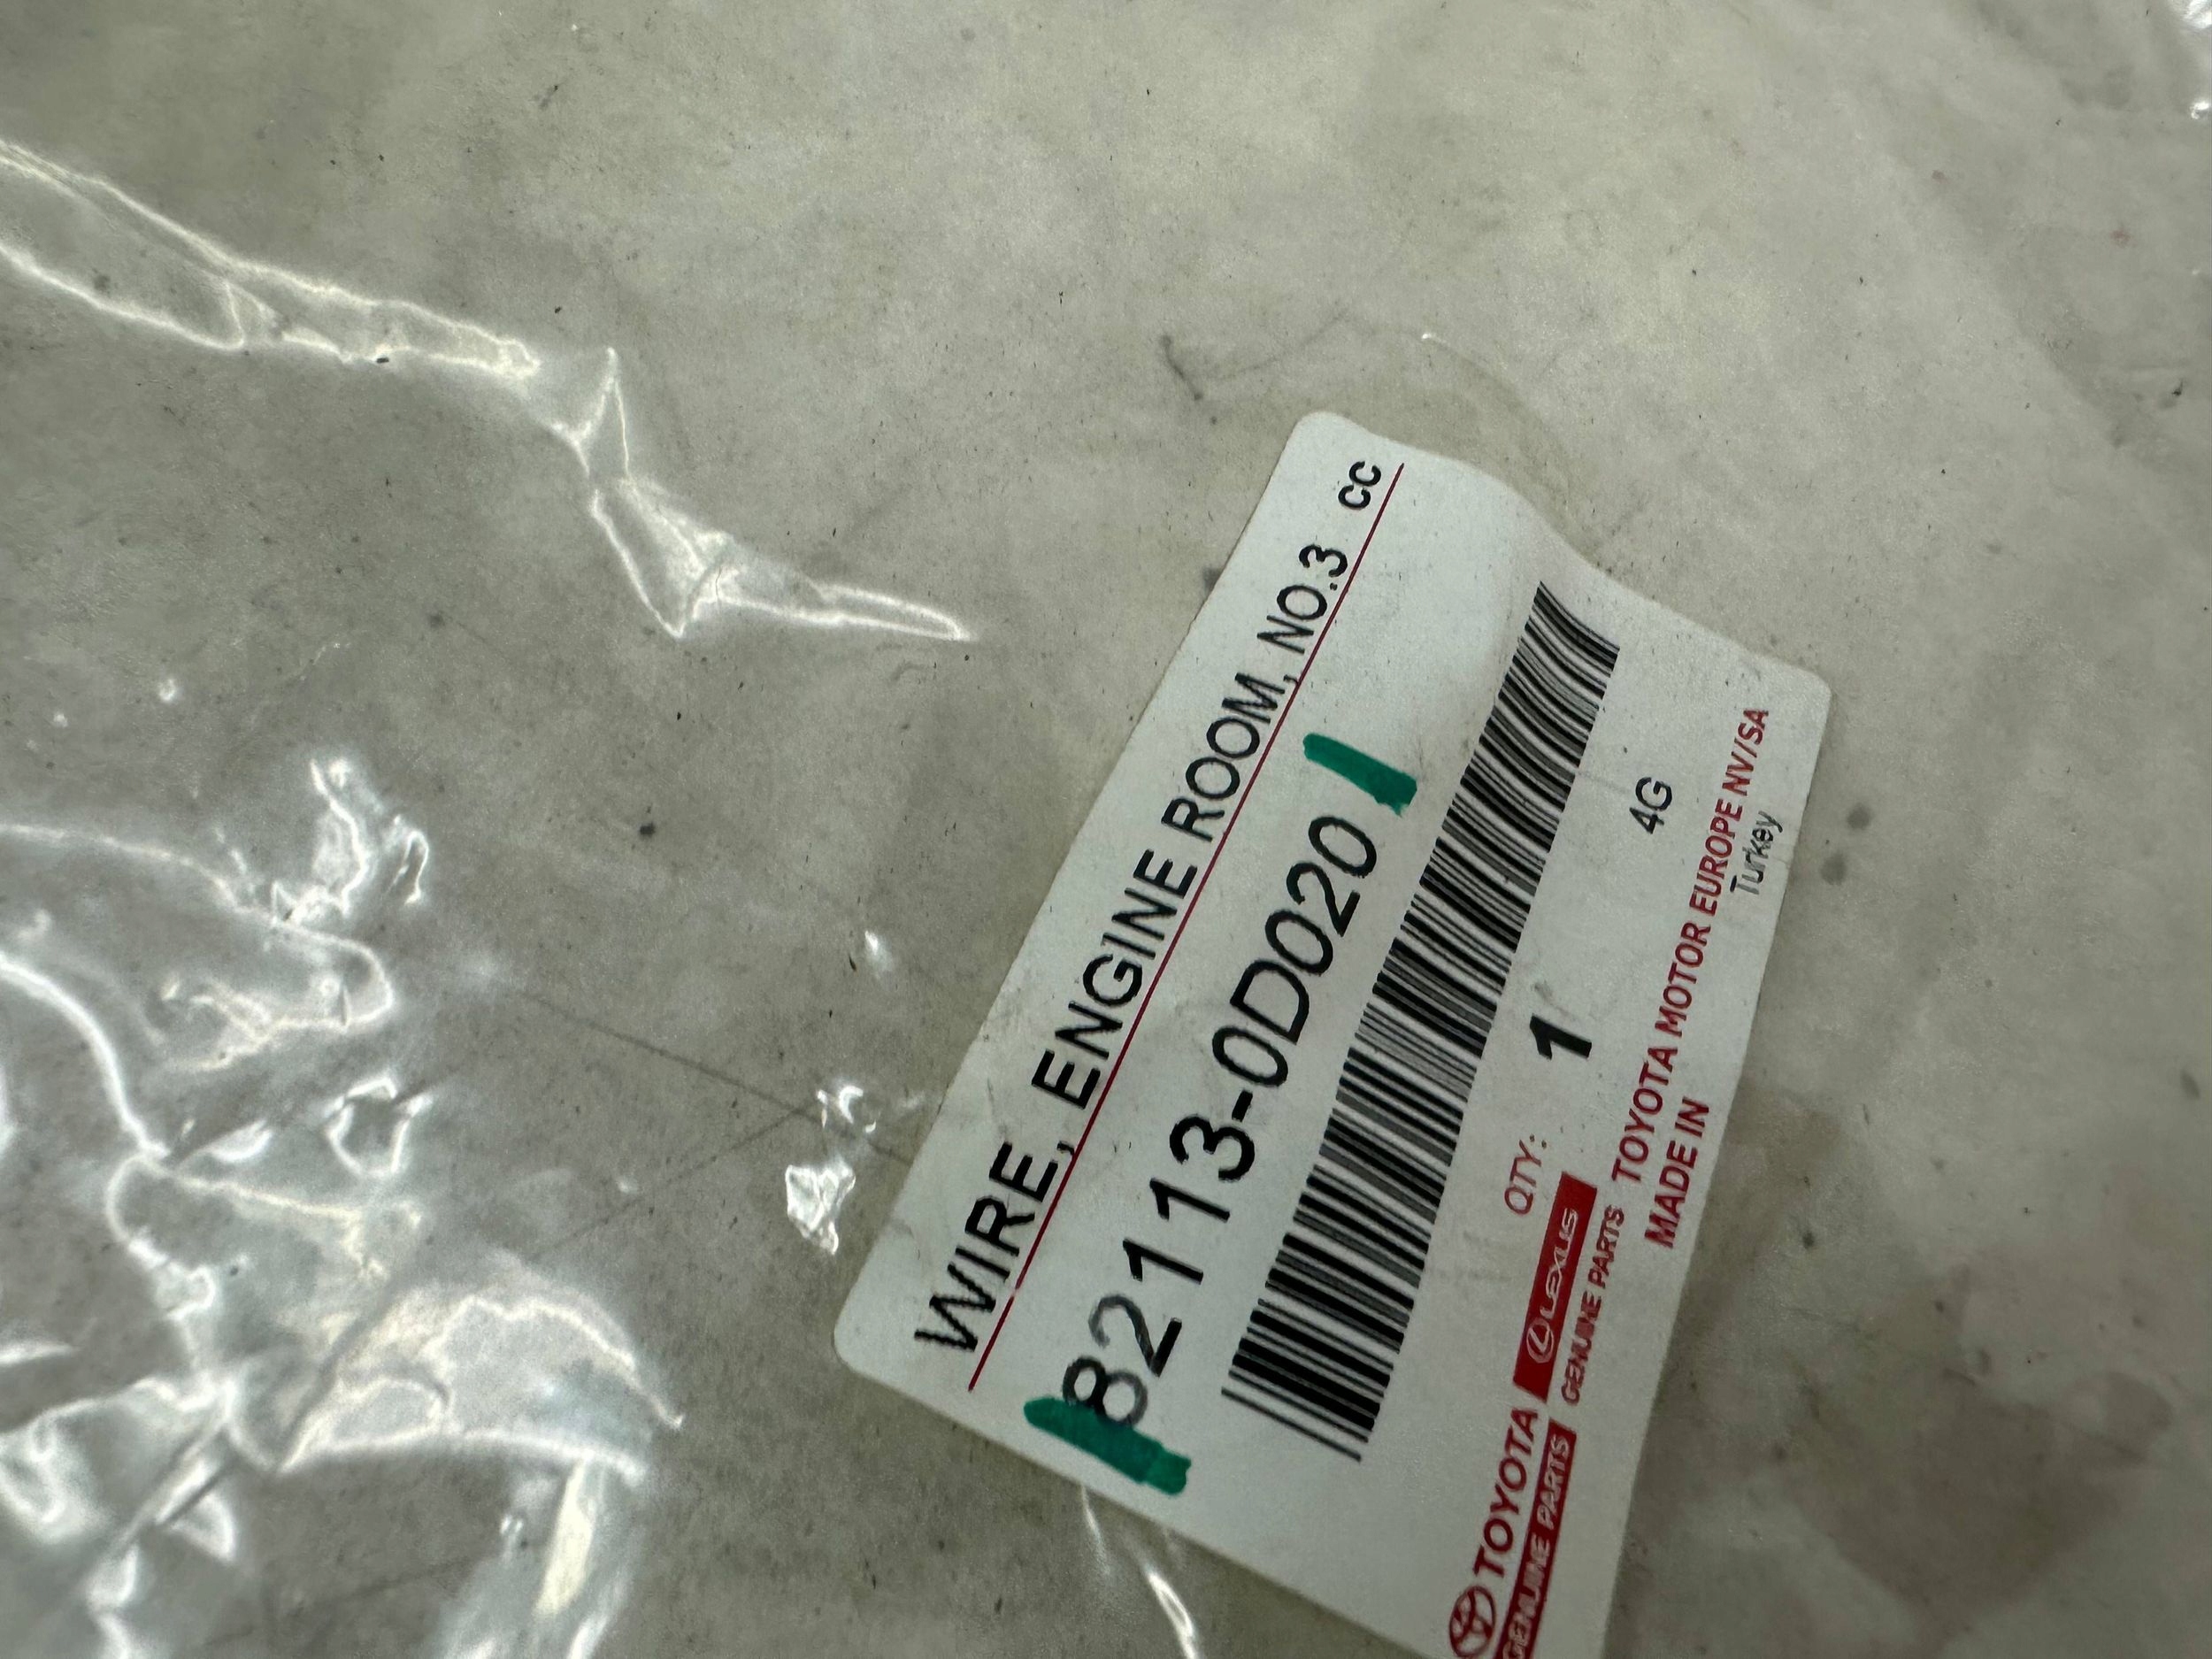 WIRE, ENGINE ROOM, NO.3 CC
82113-0D020
QTY: 1 4G
TOYOTA LEXUS
GENUINE PARTS GENUINE PARTS TOYOTA MOTOR EUROPE NV/SA
MADE IN Turkey